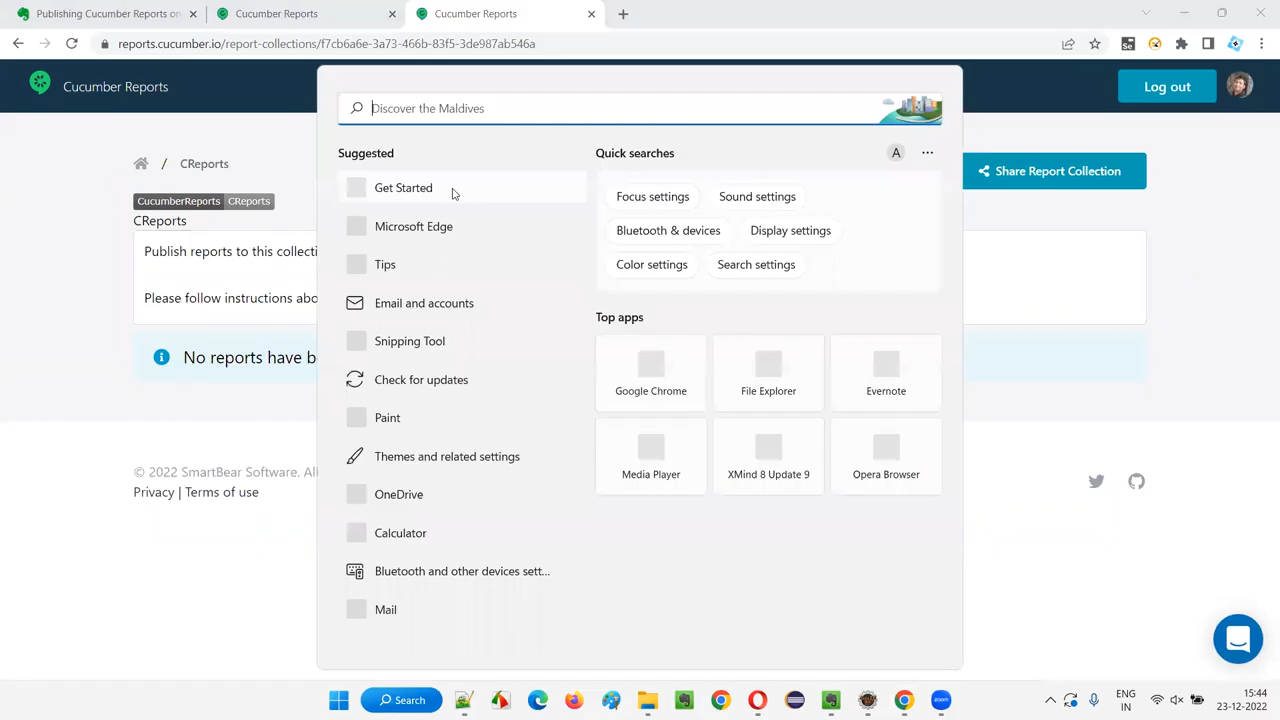 Publishing Cucumber Reports on
Cucumber Reports
Cucumber Reports
reports.cucumber.io/report-collections/f7cb6a6e-3a73-466b-83f5-3de987ab546a
Cucumber Reports
Log out
Discover the Maldives
/ CReports
Share Report Collection
CucumberReports CReports
CReports
Publish reports to this collecti
Please follow instructions abo
No reports have b
© 2022 SmartBear Software. All
Privacy | Terms of use
Suggested
Get Started
Microsoft Edge
Tips
Email and accounts
Snipping Tool
Check for updates
Paint
Themes and related settings
OneDrive
Calculator
Bluetooth and other devices sett...
Mail
Quick searches
A
Focus settings
Sound settings
Bluetooth & devices
Display settings
Color settings
Search settings
Top apps
Google Chrome
File Explorer
Evernote
Media Player
XMind 8 Update 9
Opera Browser
Search
zoom
ENG
IN
15:44
23-12-2022